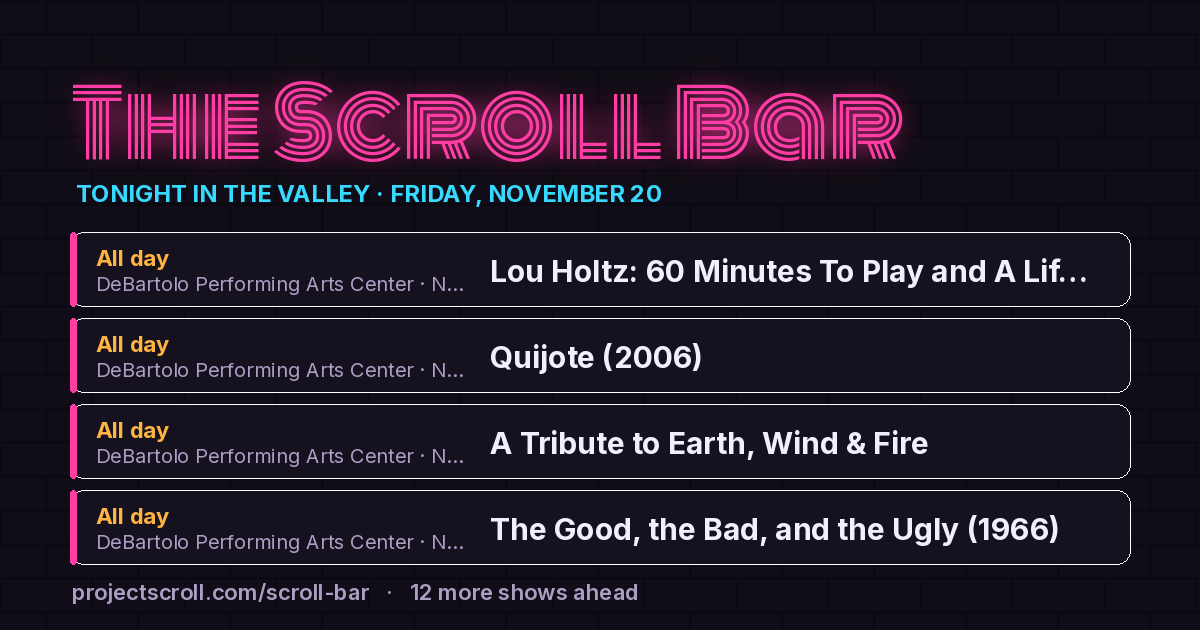 The Scroll Bar
TONIGHT IN THE VALLEY · FRIDAY, NOVEMBER 20
All day
DeBartolo Performing Arts Center · N...
Lou Holtz: 60 Minutes To Play and A Lif...
All day
DeBartolo Performing Arts Center · N...
Quijote (2006)
All day
DeBartolo Performing Arts Center · N...
A Tribute to Earth, Wind & Fire
All day
DeBartolo Performing Arts Center · N...
The Good, the Bad, and the Ugly (1966)
projectscroll.com/scroll-bar · 12 more shows ahead